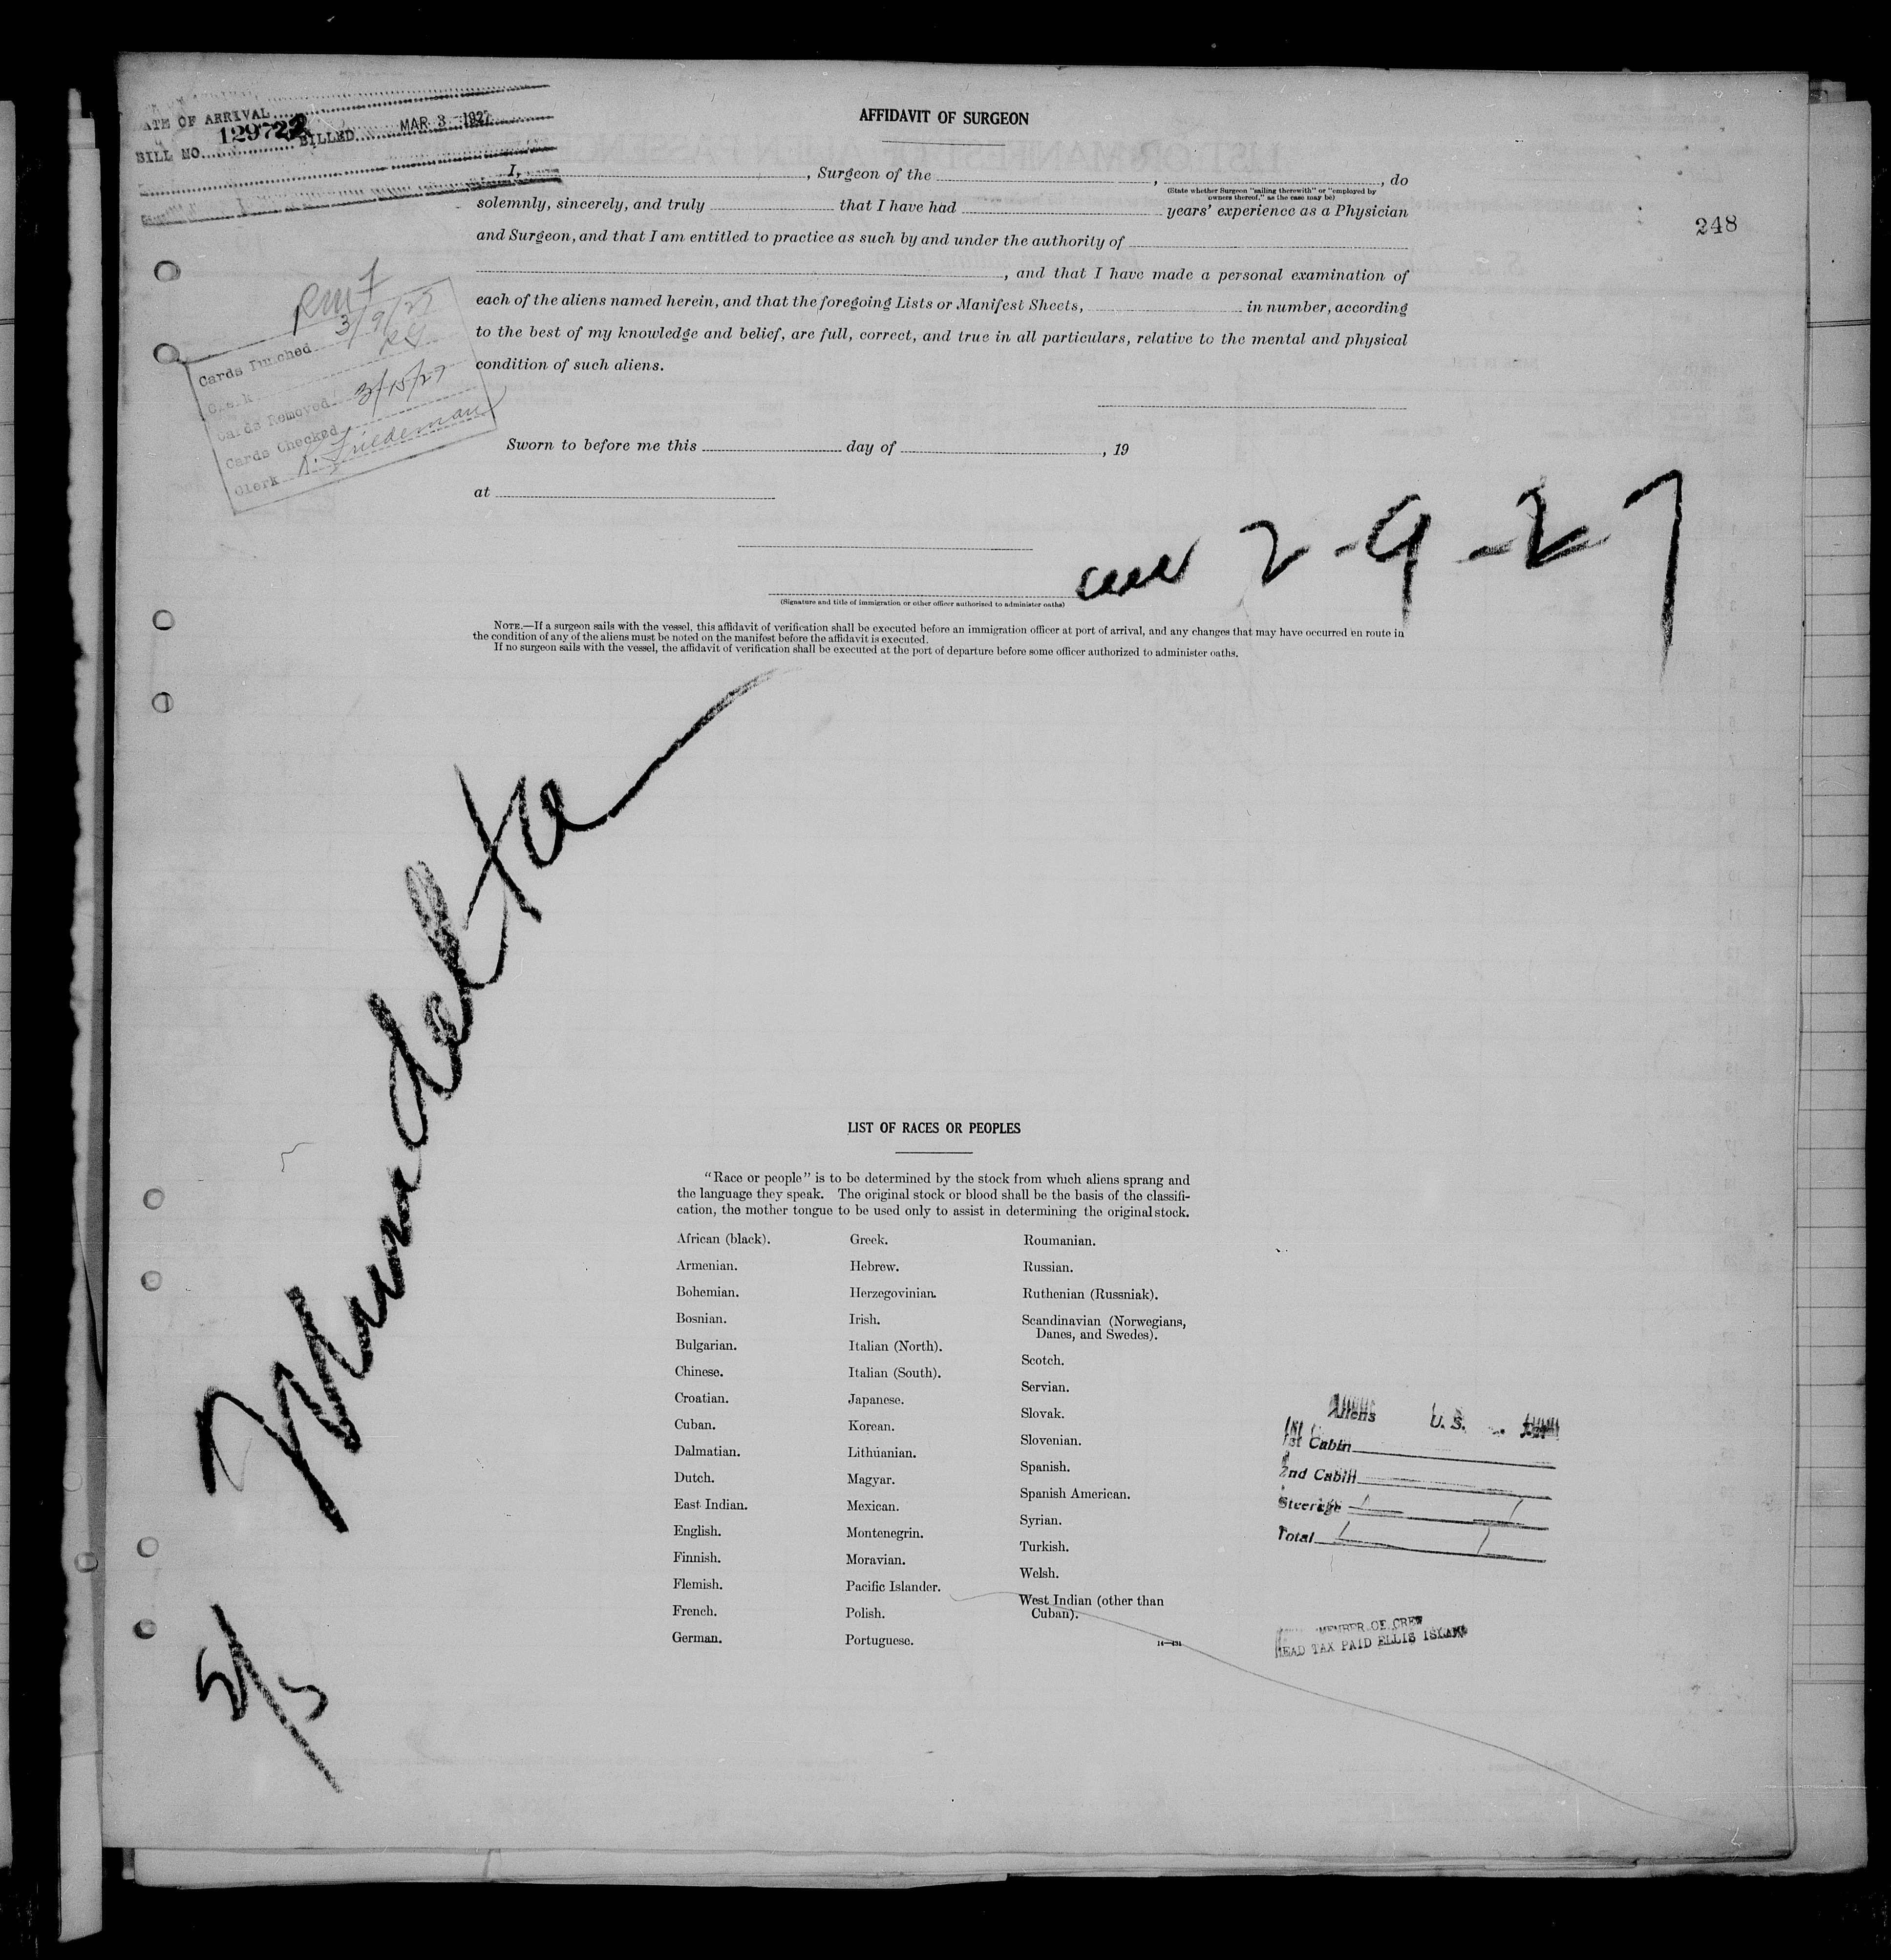 DATE OF ARRIVAL
BILL NO. 129722 BILLED MAR 3 1927
AFFIDAVIT OF SURGEON
I, , Surgeon of the , , do
(State whether Surgeon "sailing therewith" or "employed by
owners thereof," as the case may be)
solemnly, sincerely, and truly that I have had years' experience as a Physician
and Surgeon, and that I am entitled to practice as such by and under the authority of
, and that I have made a personal examination of
each of the aliens named herein, and that the foregoing Lists or Manifest Sheets, in number, according
to the best of my knowledge and belief, are full, correct, and true in all particulars, relative to the mental and physical
condition of such aliens.
248
Cards Punched 3/9/27
Clerk
Cards Removed 3/15/27
Cards Checked
Clerk R. Friedeman
Sworn to before me this day of , 19
at
2-9-27
(Signature and title of immigration or other officer authorized to administer oaths)
NOTE.—If a surgeon sails with the vessel, this affidavit of verification shall be executed before an immigration officer at port of arrival, and any changes that may have occurred en route in
the condition of any of the aliens must be noted on the manifest before the affidavit is executed.
If no surgeon sails with the vessel, the affidavit of verification shall be executed at the port of departure before some officer authorized to administer oaths.
S/S
LIST OF RACES OR PEOPLES
"Race or people" is to be determined by the stock from which aliens sprang and
the language they speak. The original stock or blood shall be the basis of the classifi-
cation, the mother tongue to be used only to assist in determining the original stock.
African (black).
Armenian.
Bohemian.
Bosnian.
Bulgarian.
Chinese.
Croatian.
Cuban.
Dalmatian.
Dutch.
East Indian.
English.
Finnish.
Flemish.
French.
German.
Greek.
Hebrew.
Herzegovinian.
Irish.
Italian (North).
Italian (South).
Japanese.
Korean.
Lithuanian.
Magyar.
Mexican.
Montenegrin.
Moravian.
Pacific Islander.
Polish.
Portuguese.
Roumanian.
Russian.
Ruthenian (Russniak).
Scandinavian (Norwegians,
Danes, and Swedes).
Scotch.
Servian.
Slovak.
Slovenian.
Spanish.
Spanish American.
Syrian.
Turkish.
Welsh.
West Indian (other than
Cuban).
Aliens U. S.
1st Cabin
2nd Cabin
Steerage 1 1
Total 1 1
MEMBER OF CREW
HEAD TAX PAID ELLIS ISLAND